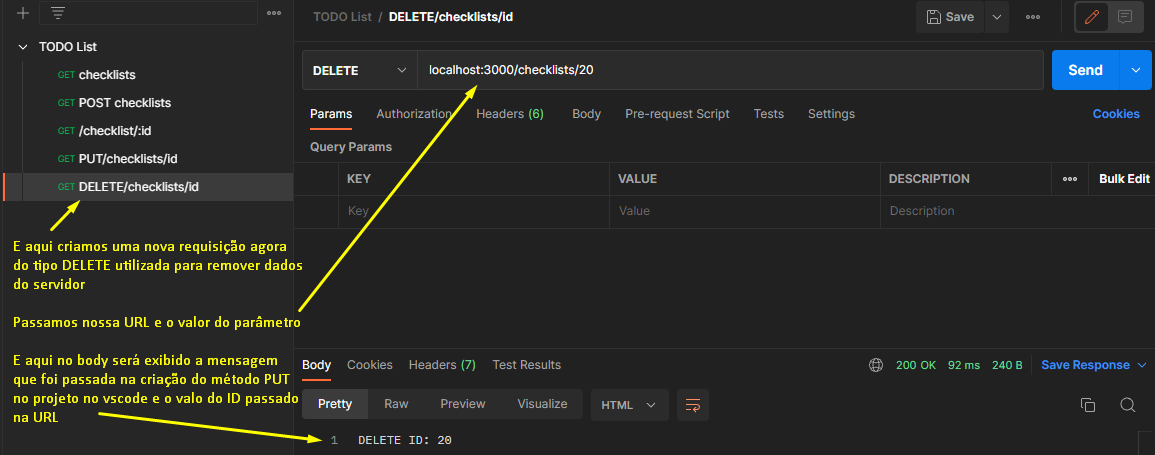 TODO List / DELETE/checklists/id
Save
TODO List
GET checklists
GET POST checklists
GET /checklist/:id
GET PUT/checklists/id
GET DELETE/checklists/id
DELETE
localhost:3000/checklists/20
Send
Params Authorization Headers (6) Body Pre-request Script Tests Settings Cookies
Query Params
KEY VALUE DESCRIPTION Bulk Edit
Key Value Description
E aqui criamos uma nova requisição agora
do tipo DELETE utilizada para remover dados
do servidor
Passamos nossa URL e o valor do parâmetro
E aqui no body será exibido a mensagem
que foi passada na criação do método PUT
no projeto no vscode e o valo do ID passado
na URL
Body Cookies Headers (7) Test Results 200 OK 92 ms 240 B Save Response
Pretty Raw Preview Visualize HTML
1 DELETE ID: 20